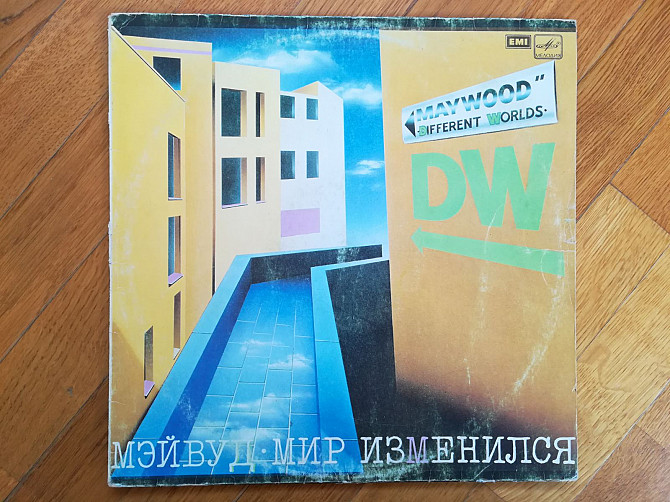 EMI
МЕЛОДИЯ
"MAYWOOD"
·DIFFERENT WORLDS·
DW
МЭЙВУД·МИР ИЗМЕНИЛСЯ